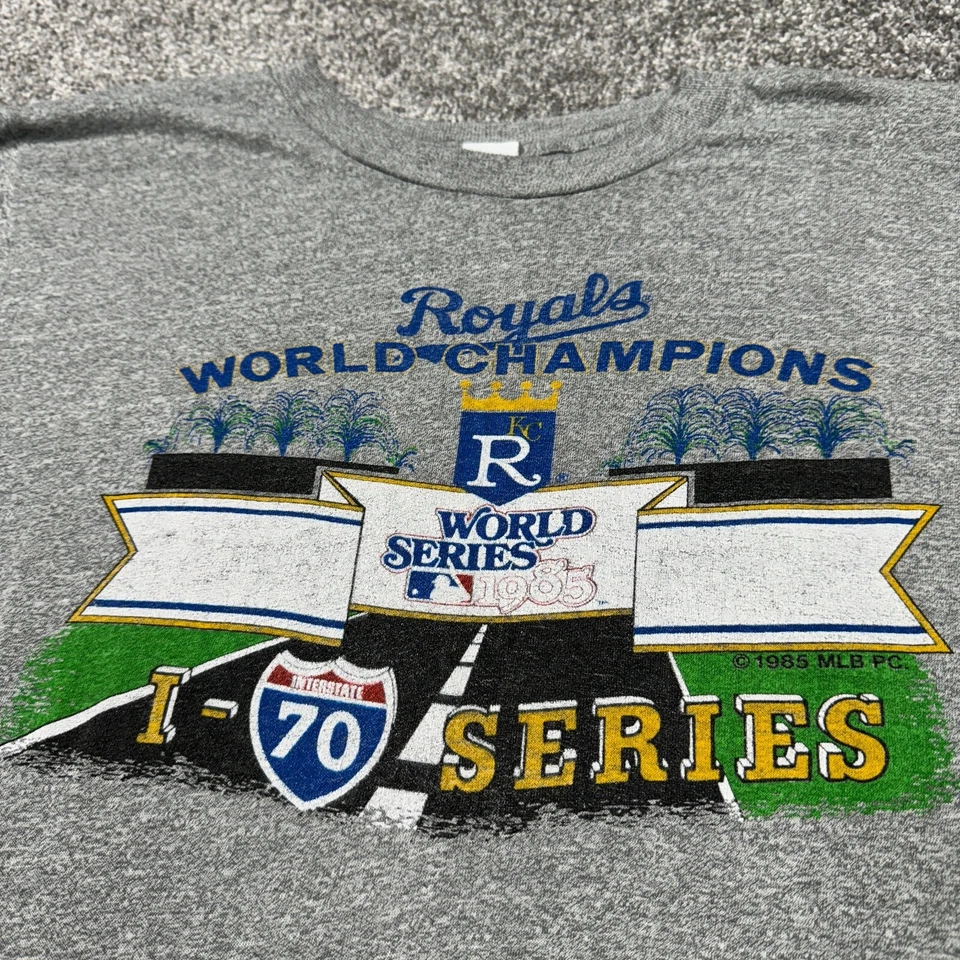 Royals
WORLD CHAMPIONS
KC
R
WORLD
SERIES
1985
© 1985 MLB PC.
INTERSTATE
I-70 SERIES